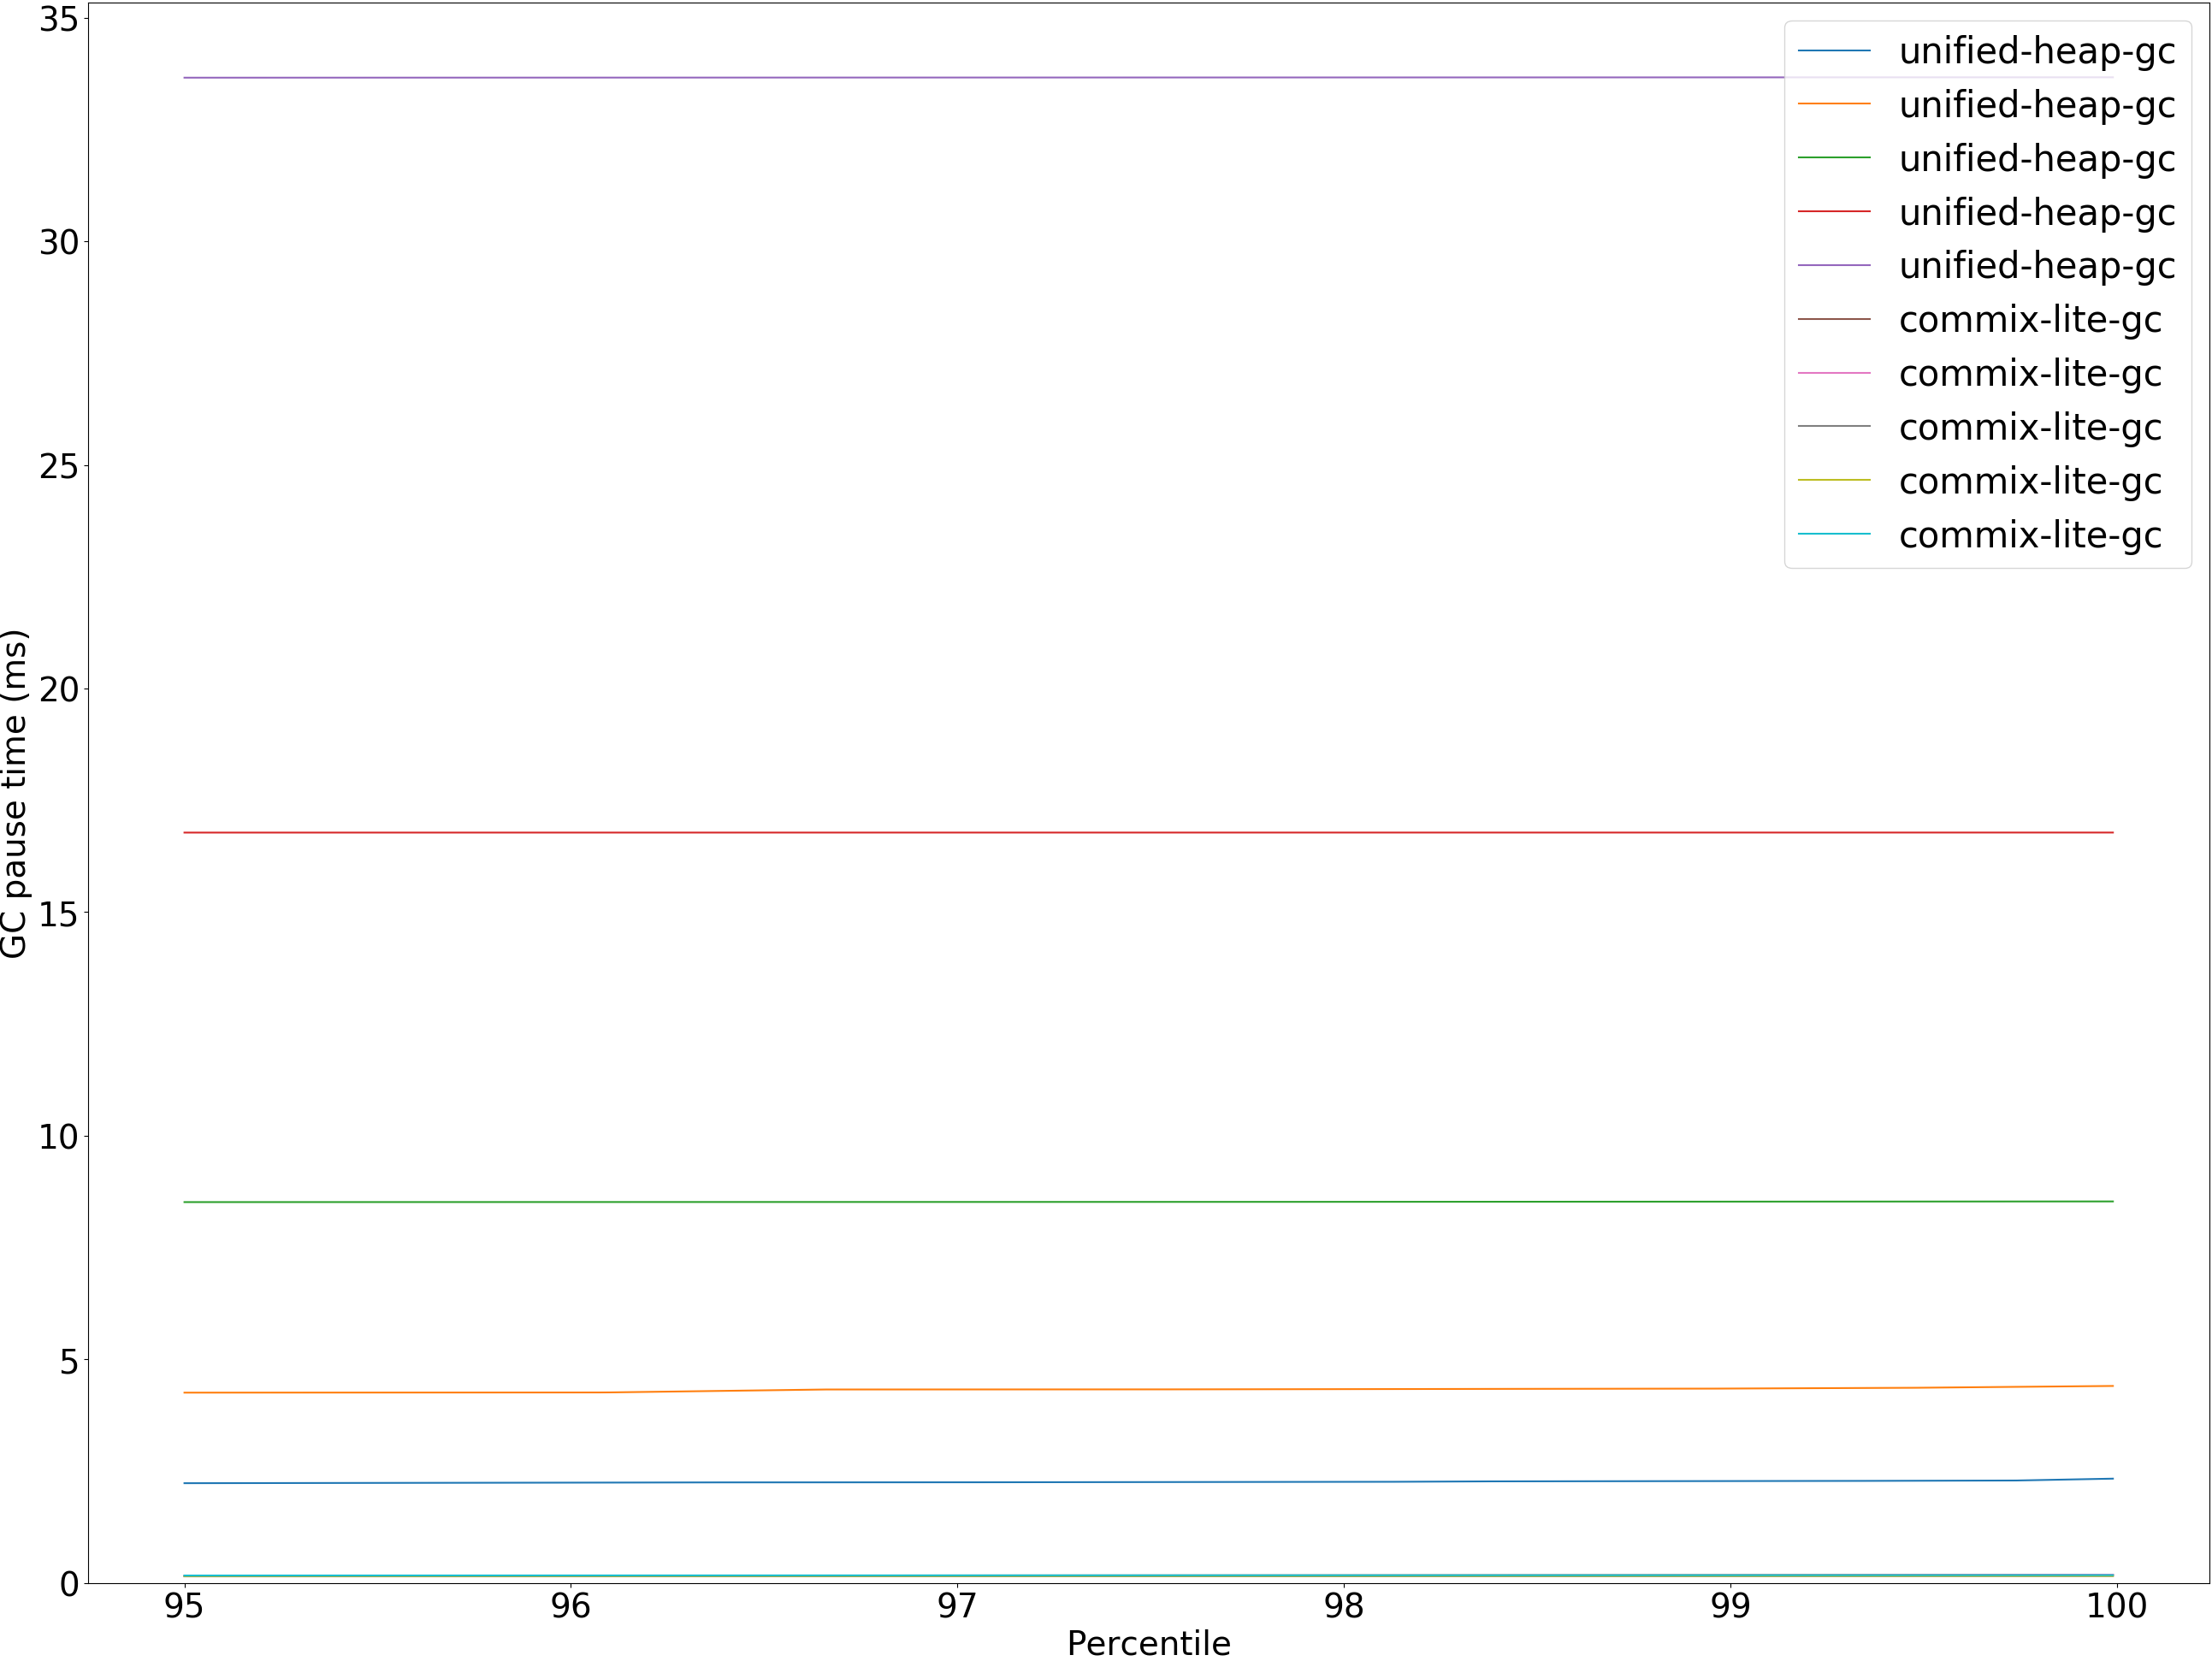 35
30
25
20
15
10
5
0
GC pause time (ms)
95 96 97 98 99 100
Percentile
unified-heap-gc
unified-heap-gc
unified-heap-gc
unified-heap-gc
unified-heap-gc
commix-lite-gc
commix-lite-gc
commix-lite-gc
commix-lite-gc
commix-lite-gc